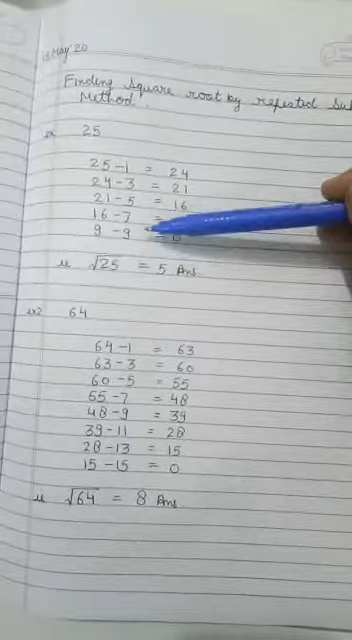 13 May'20
Finding Square root by repeated Sub
Method.
25
25-1 = 24
24-3 = 21
21-5 = 16
16-7 =
9-9 = 0
√25 = 5 Ans
ex2 64
64-1 = 63
63-3 = 60
60-5 = 55
55-7 = 48
48-9 = 39
39-11 = 28
28-13 = 15
15-15 = 0
√64 = 8 Ans